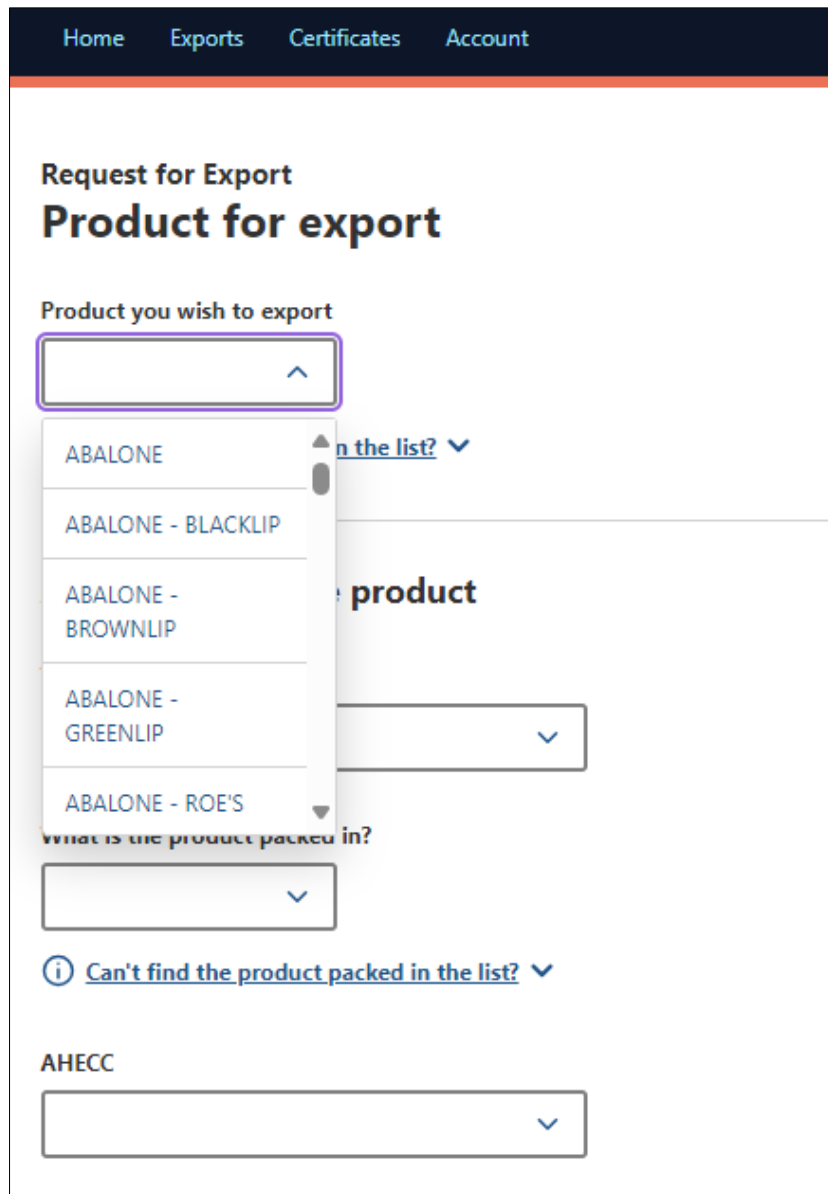 Home Exports Certificates Account
Request for Export
Product for export
Product you wish to export
ABALONE
in the list?
ABALONE - BLACKLIP
ABALONE -
BROWNLIP
product
ABALONE -
GREENLIP
ABALONE - ROE'S
What is the product packed in?
Can't find the product packed in the list?
AHECC